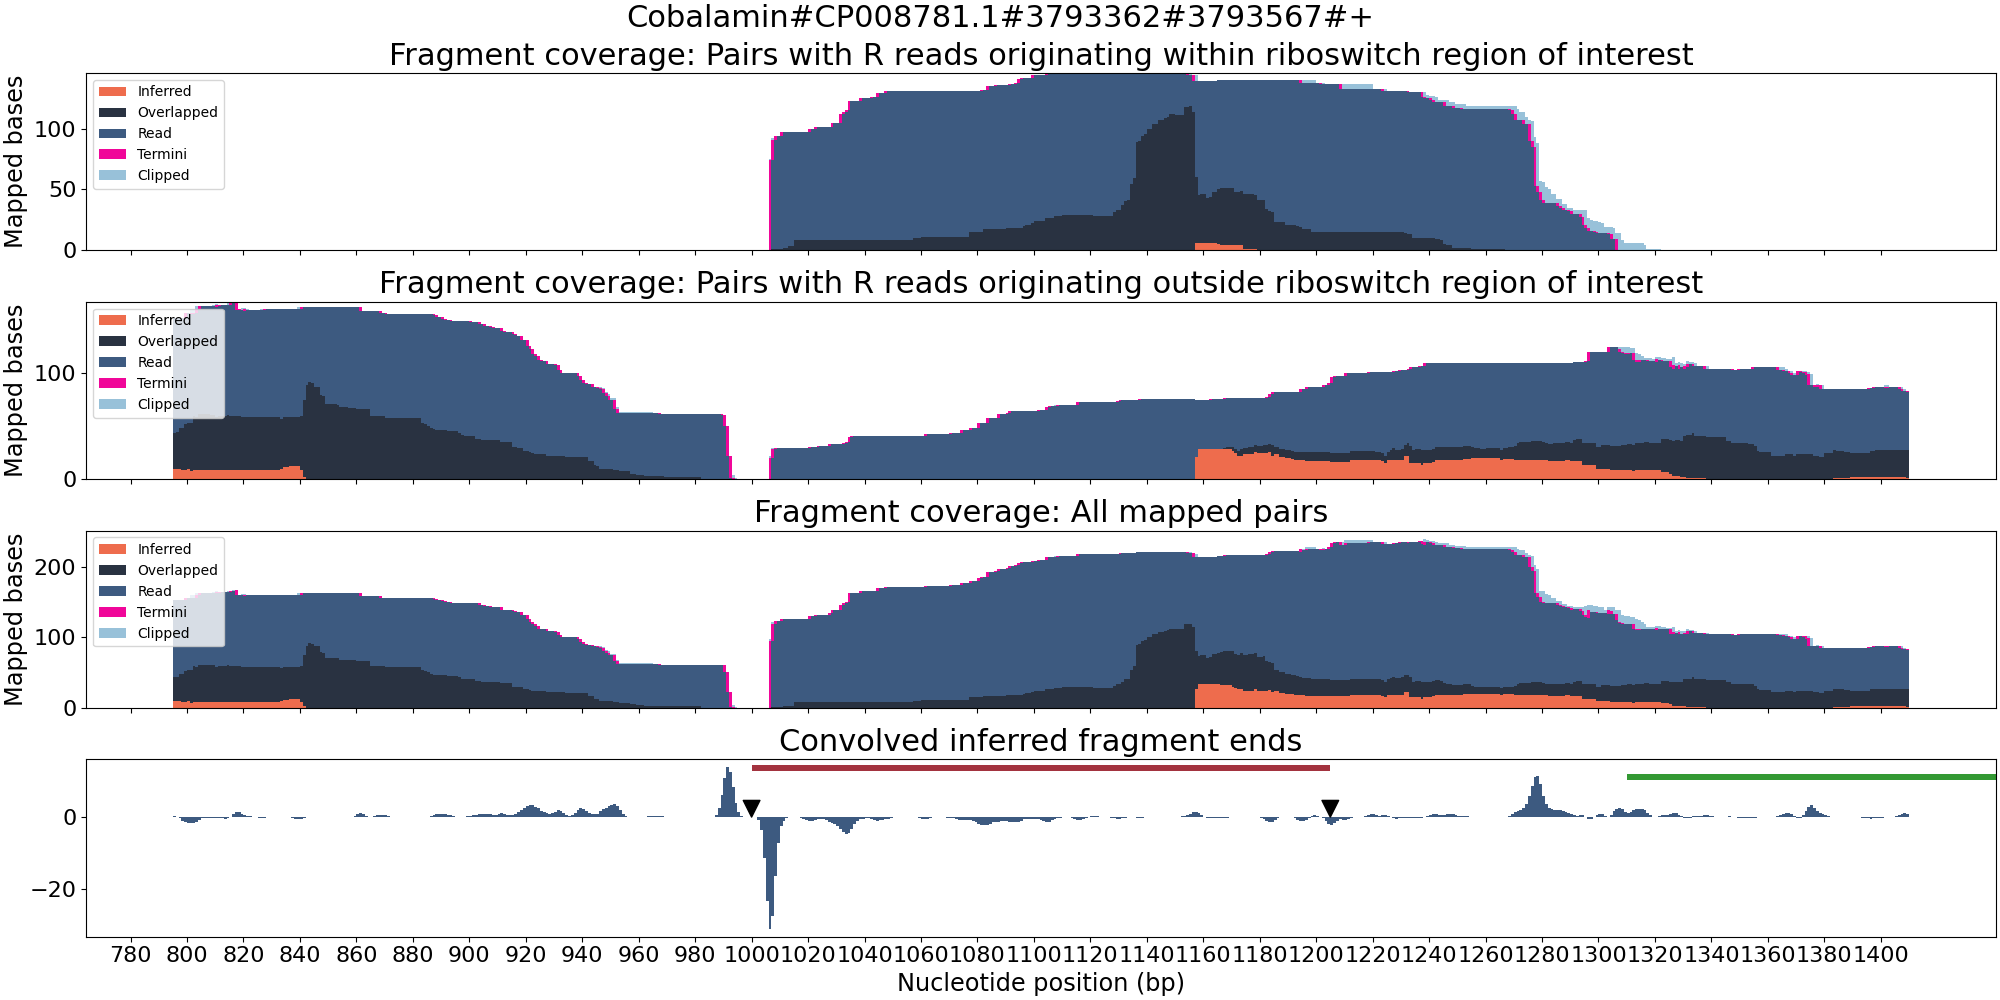 Cobalamin#CP008781.1#3793362#3793567#+
Fragment coverage: Pairs with R reads originating within riboswitch region of interest
Mapped bases
100
50
0
Inferred
Overlapped
Read
Termini
Clipped
Fragment coverage: Pairs with R reads originating outside riboswitch region of interest
Mapped bases
100
0
Inferred
Overlapped
Read
Termini
Clipped
Fragment coverage: All mapped pairs
Mapped bases
200
100
0
Inferred
Overlapped
Read
Termini
Clipped
Convolved inferred fragment ends
0
−20
780 800 820 840 860 880 900 920 940 960 980 1000 1020 1040 1060 1080 1100 1120 1140 1160 1180 1200 1220 1240 1260 1280 1300 1320 1340 1360 1380 1400
Nucleotide position (bp)